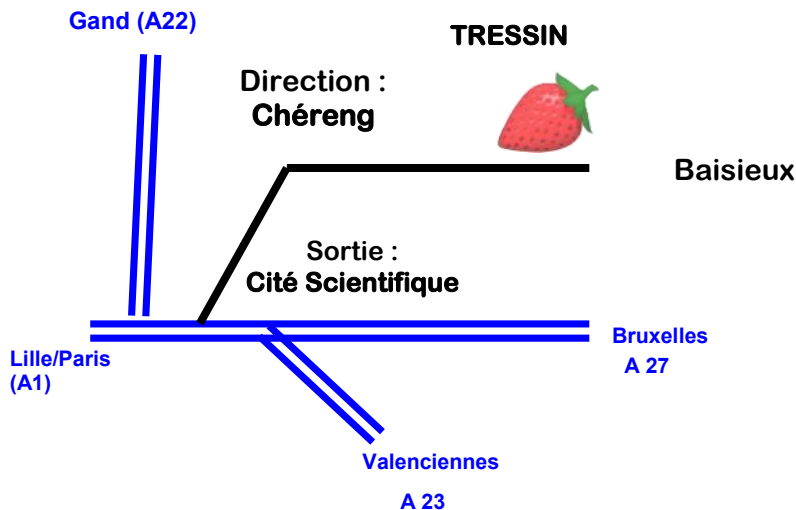 Gand (A22)
TRESSIN
Direction :
Chéreng
Baisieux
Sortie :
Cité Scientifique
Bruxelles
A 27
Lille/Paris
(A1)
Valenciennes
A 23